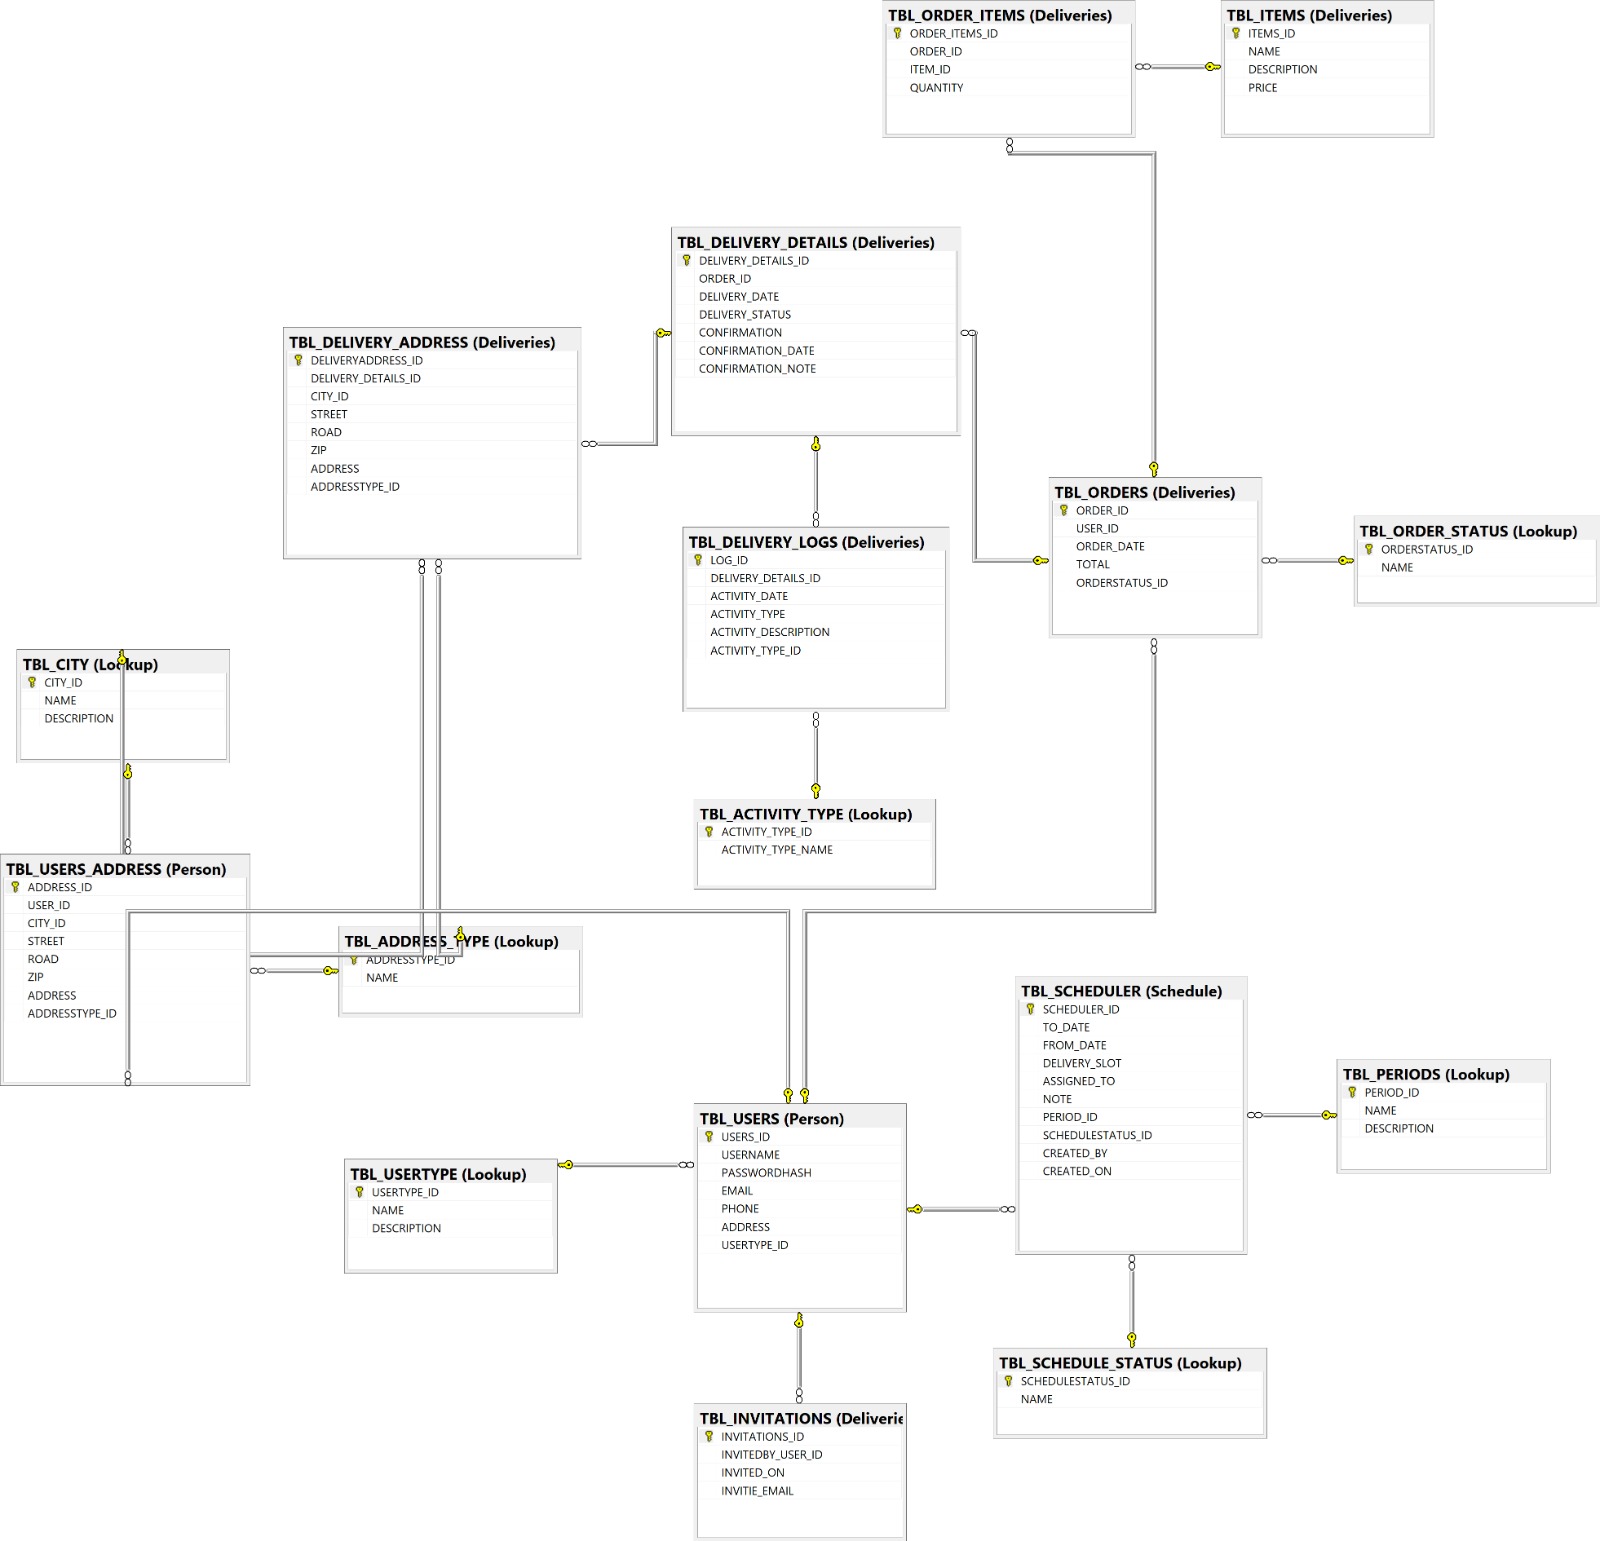 TBL_ORDER_ITEMS (Deliveries)
ORDER_ITEMS_ID
ORDER_ID
ITEM_ID
QUANTITY
TBL_ITEMS (Deliveries)
ITEMS_ID
NAME
DESCRIPTION
PRICE
TBL_DELIVERY_DETAILS (Deliveries)
DELIVERY_DETAILS_ID
ORDER_ID
DELIVERY_DATE
DELIVERY_STATUS
CONFIRMATION
CONFIRMATION_DATE
CONFIRMATION_NOTE
TBL_DELIVERY_ADDRESS (Deliveries)
DELIVERYADDRESS_ID
DELIVERY_DETAILS_ID
CITY_ID
STREET
ROAD
ZIP
ADDRESS
ADDRESSTYPE_ID
TBL_ORDERS (Deliveries)
ORDER_ID
USER_ID
ORDER_DATE
TOTAL
ORDERSTATUS_ID
TBL_ORDER_STATUS (Lookup)
ORDERSTATUS_ID
NAME
TBL_DELIVERY_LOGS (Deliveries)
LOG_ID
DELIVERY_DETAILS_ID
ACTIVITY_DATE
ACTIVITY_TYPE
ACTIVITY_DESCRIPTION
ACTIVITY_TYPE_ID
TBL_CITY (Lookup)
CITY_ID
NAME
DESCRIPTION
TBL_ACTIVITY_TYPE (Lookup)
ACTIVITY_TYPE_ID
ACTIVITY_TYPE_NAME
TBL_USERS_ADDRESS (Person)
ADDRESS_ID
USER_ID
CITY_ID
STREET
ROAD
ZIP
ADDRESS
ADDRESSTYPE_ID
TBL_ADDRESS_TYPE (Lookup)
ADDRESSTYPE_ID
NAME
TBL_SCHEDULER (Schedule)
SCHEDULER_ID
TO_DATE
FROM_DATE
DELIVERY_SLOT
ASSIGNED_TO
NOTE
PERIOD_ID
SCHEDULESTATUS_ID
CREATED_BY
CREATED_ON
TBL_PERIODS (Lookup)
PERIOD_ID
NAME
DESCRIPTION
TBL_USERS (Person)
USERS_ID
USERNAME
PASSWORDHASH
EMAIL
PHONE
ADDRESS
USERTYPE_ID
TBL_USERTYPE (Lookup)
USERTYPE_ID
NAME
DESCRIPTION
TBL_SCHEDULE_STATUS (Lookup)
SCHEDULESTATUS_ID
NAME
TBL_INVITATIONS (Deliverie
INVITATIONS_ID
INVITEDBY_USER_ID
INVITED_ON
INVITIE_EMAIL